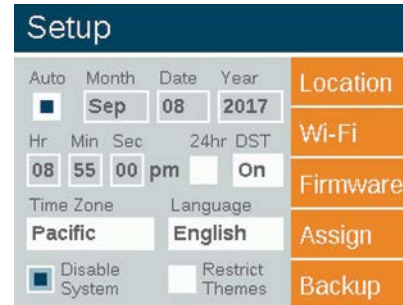 Setup
Auto Month Date Year
Sep 08 2017
Hr Min Sec 24hr DST
08 55 00 pm On
Time Zone Language
Pacific English
Disable System Restrict Themes
Location
Wi-Fi
Firmware
Assign
Backup